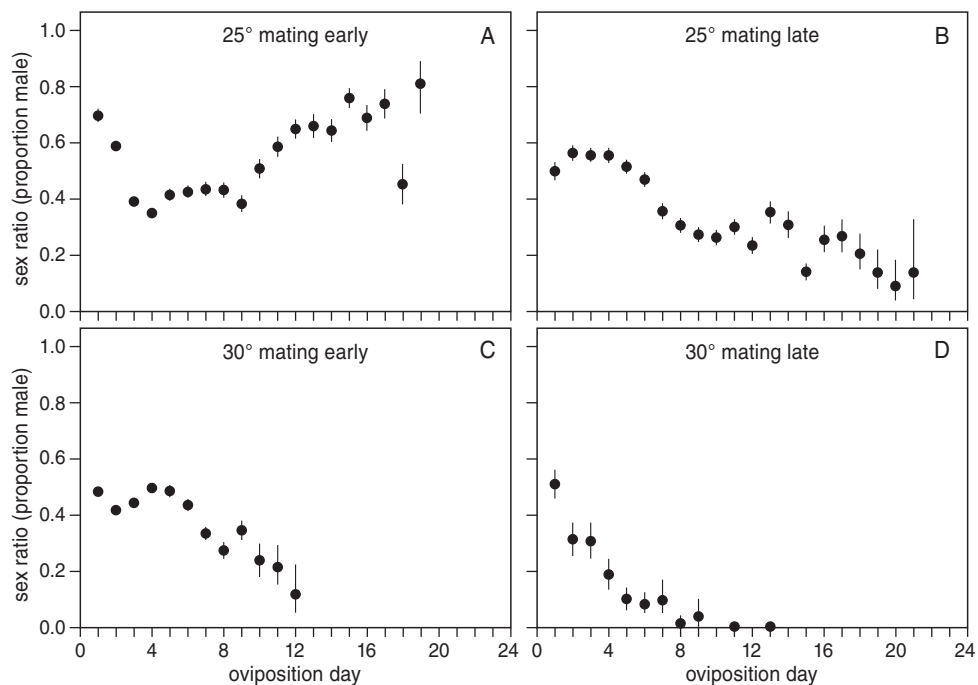 25° mating early A
25° mating late B
sex ratio (proportion male)
1.0
0.8
0.6
0.4
0.2
0.0
30° mating early C
30° mating late D
sex ratio (proportion male)
1.0
0.8
0.6
0.4
0.2
0.0
0 4 8 12 16 20 24
0 4 8 12 16 20 24
oviposition day
oviposition day